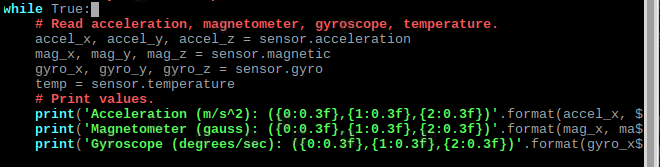 while True:
    # Read acceleration, magnetometer, gyroscope, temperature.
    accel_x, accel_y, accel_z = sensor.acceleration
    mag_x, mag_y, mag_z = sensor.magnetic
    gyro_x, gyro_y, gyro_z = sensor.gyro
    temp = sensor.temperature
    # Print values.
    print('Acceleration (m/s^2): ({0:0.3f},{1:0.3f},{2:0.3f})'.format(accel_x, $
    print('Magnetometer (gauss): ({0:0.3f},{1:0.3f},{2:0.3f})'.format(mag_x, ma$
    print('Gyroscope (degrees/sec): ({0:0.3f},{1:0.3f},{2:0.3f})'.format(gyro_x$